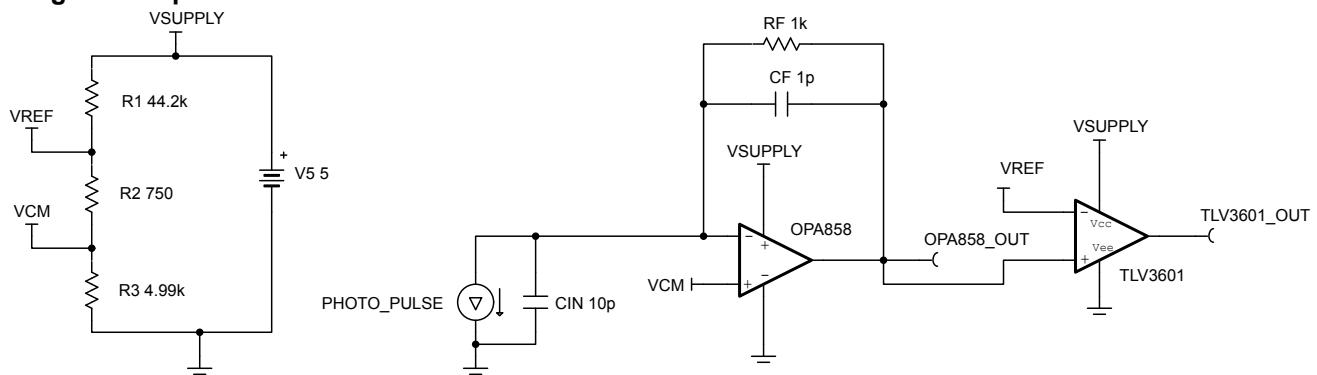 VSUPPLY
R1 44.2k
VREF
R2 750
VCM
R3 4.99k
+
V5 5
RF 1k
CF 1p
VSUPPLY
OPA858
-
+
-
+
VCM
PHOTO_PULSE
CIN 10p
OPA858_OUT
VSUPPLY
VREF
-
Vcc
Vee
+
TLV3601
TLV3601_OUT